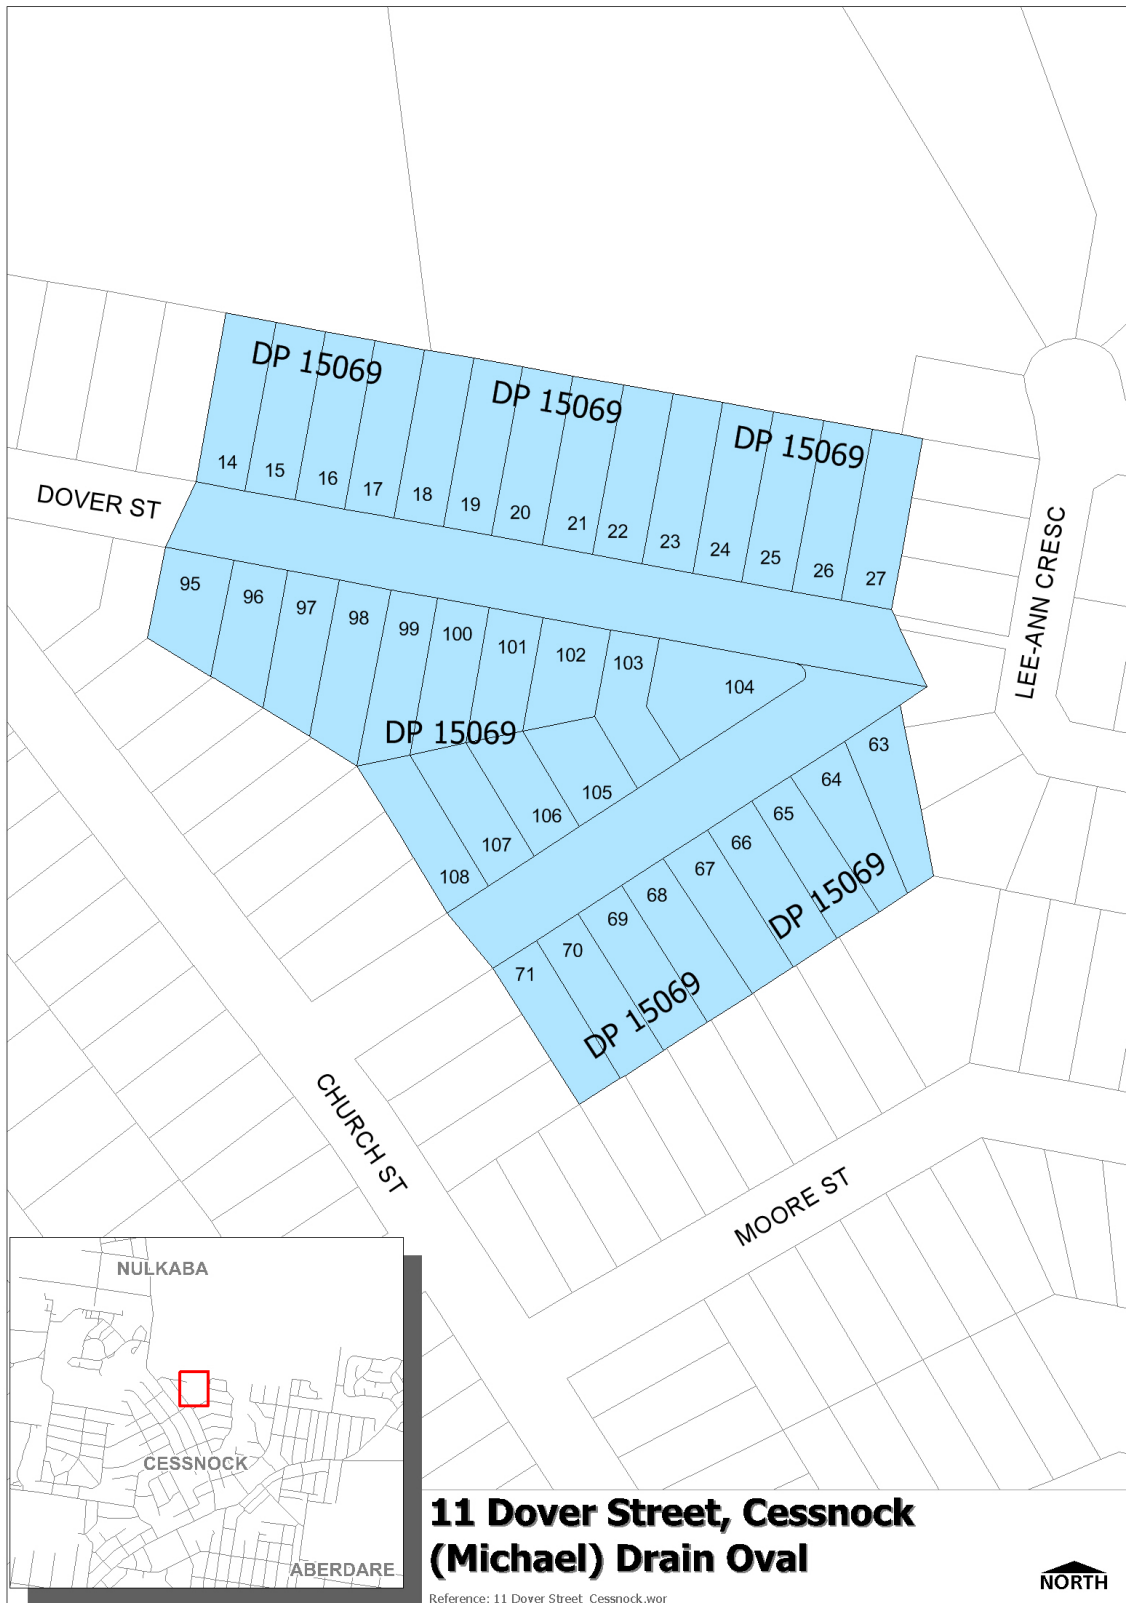 DP 15069
DP 15069
DP 15069
14
15
16
17
18
19
20
21
22
23
24
25
26
27
DOVER ST
LEE-ANN CRESC
95
96
97
98
99
100
101
102
103
104
DP 15069
105
106
107
108
63
64
65
66
67
68
69
70
71
DP 15069
DP 15069
CHURCH ST
MOORE ST
NULKABA
CESSNOCK
ABERDARE
11 Dover Street, Cessnock
(Michael) Drain Oval
Reference: 11 Dover Street_Cessnock.wor
NORTH